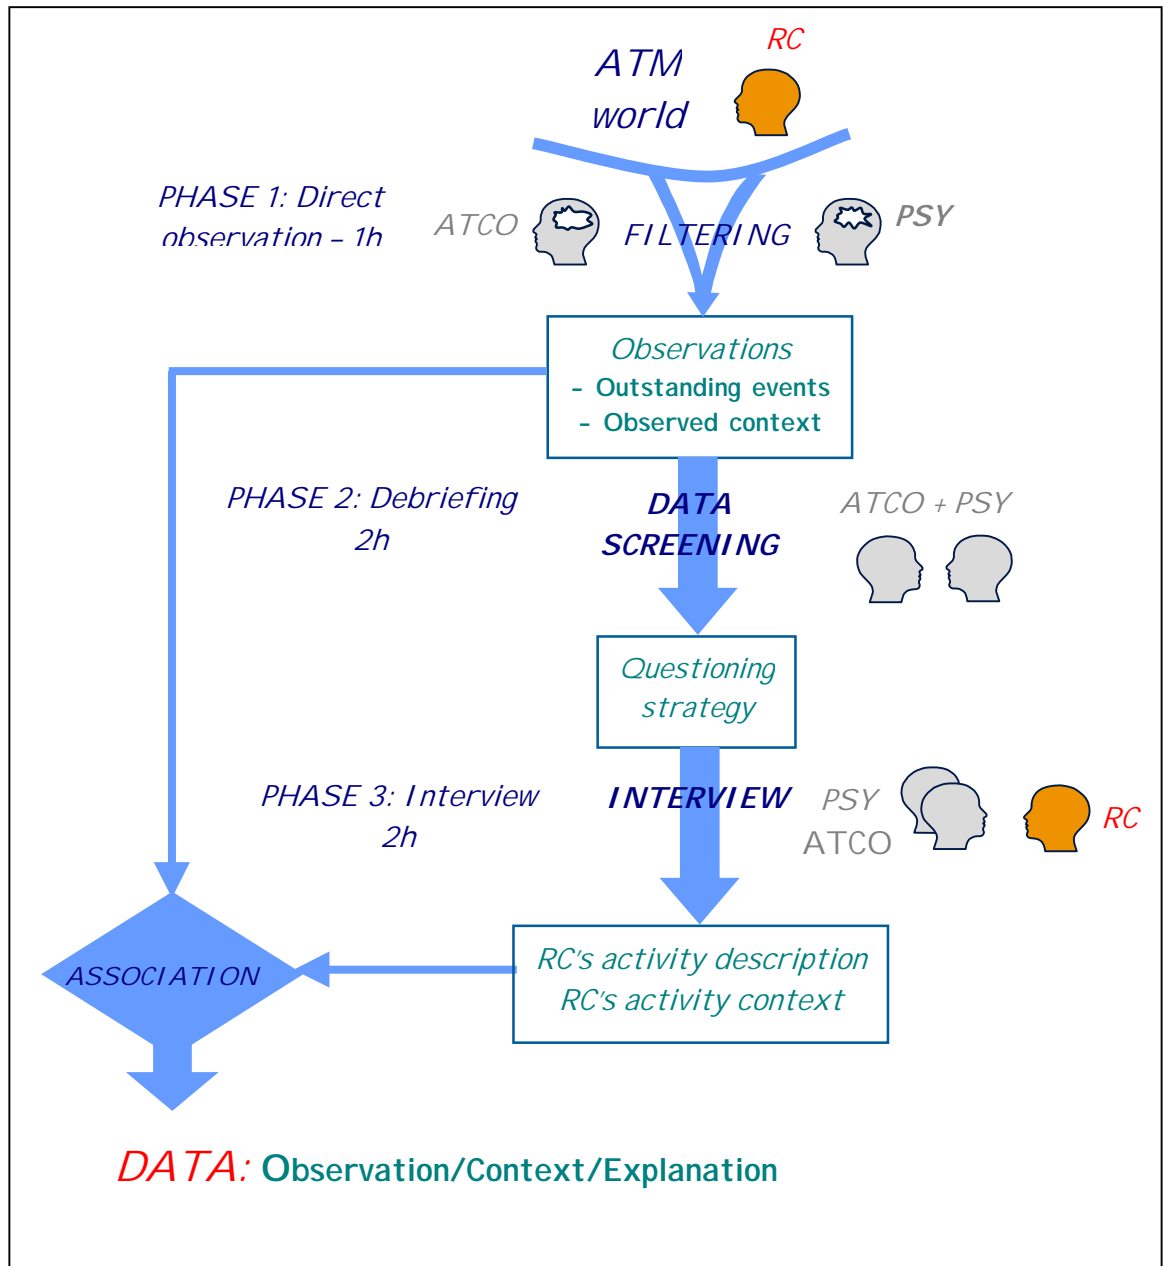 RC
ATM
world
PHASE 1: Direct
observation – 1h
ATCO
FILTERING
PSY
Observations
- Outstanding events
- Observed context
PHASE 2: Debriefing
2h
DATA
SCREENING
ATCO + PSY
Questioning
strategy
PHASE 3: Interview
2h
INTERVIEW
PSY
ATCO
RC
ASSOCIATION
RC's activity description
RC's activity context
DATA: Observation/Context/Explanation